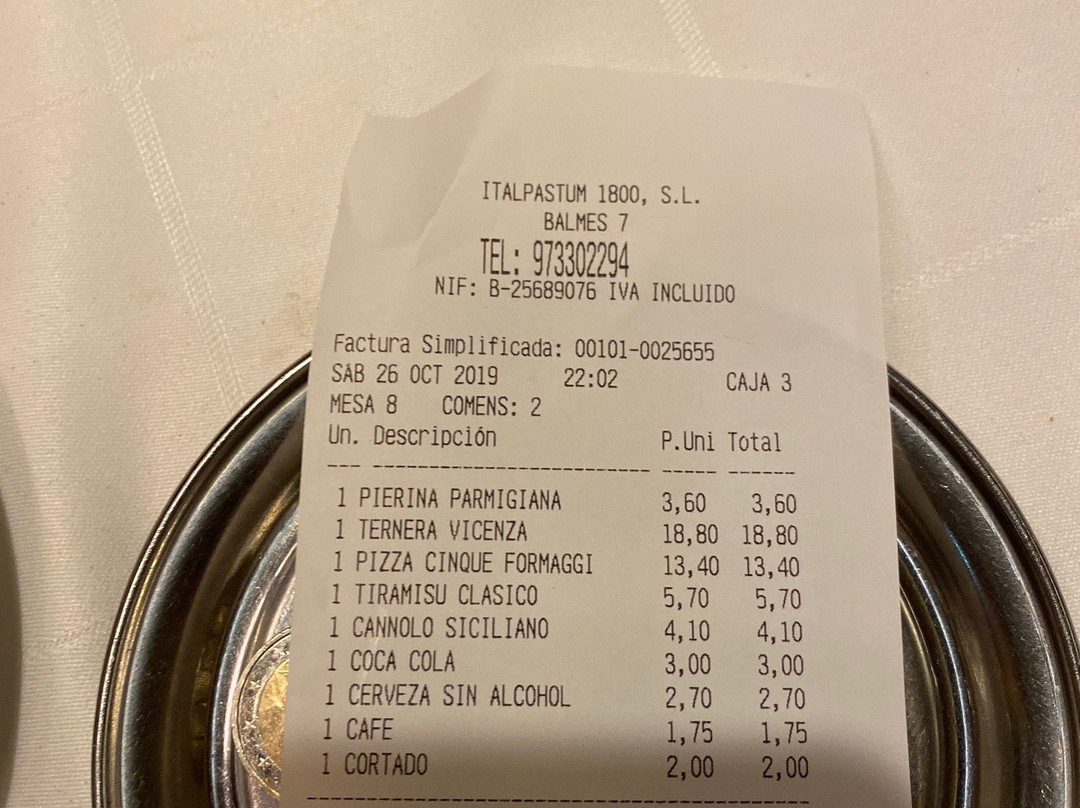 ITALPASTUM 1800, S.L.
BALMES 7
TEL: 973302294
NIF: B-25689076 IVA INCLUIDO
Factura Simplificada: 00101-0025655
SAB 26 OCT 2019 22:02 CAJA 3
MESA 8 COMENS: 2
Un. Descripción P.Uni Total
--- ------------------------- ----- ------
1 PIERINA PARMIGIANA 3,60 3,60
1 TERNERA VICENZA 18,80 18,80
1 PIZZA CINQUE FORMAGGI 13,40 13,40
1 TIRAMISU CLASICO 5,70 5,70
1 CANNOLO SICILIANO 4,10 4,10
1 COCA COLA 3,00 3,00
1 CERVEZA SIN ALCOHOL 2,70 2,70
1 CAFE 1,75 1,75
1 CORTADO 2,00 2,00